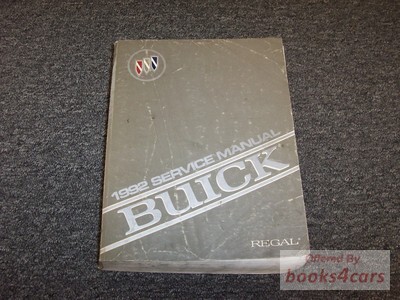 1992 SERVICE MANUAL
BUICK
REGAL
Offered By
books4cars